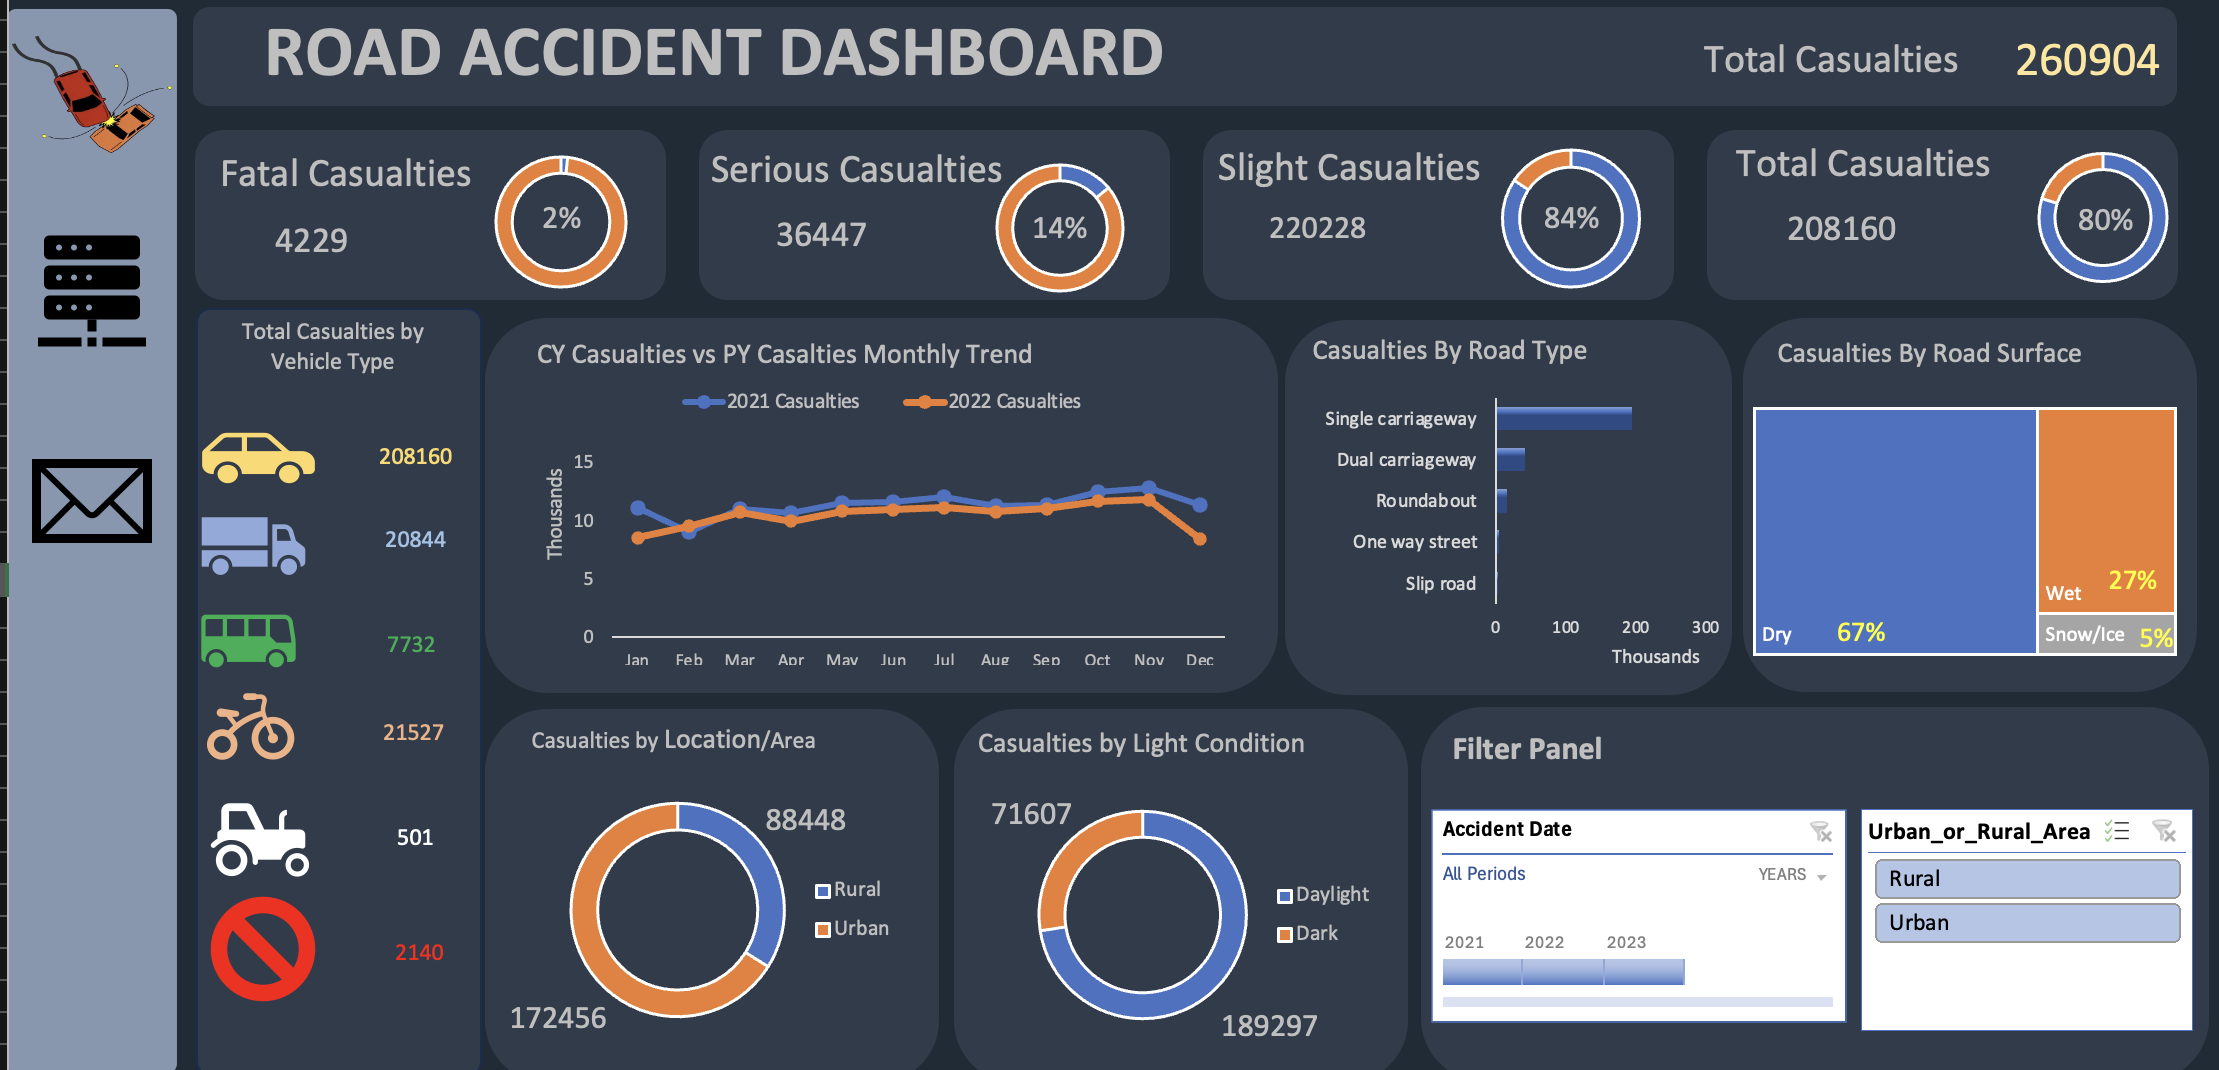 ROAD ACCIDENT DASHBOARD
Total Casualties 260904
Fatal Casualties
4229
2%
Serious Casualties
36447
14%
Slight Casualties
220228
84%
Total Casualties
208160
80%
Total Casualties by
Vehicle Type
208160
20844
7732
21527
501
2140
CY Casualties vs PY Casalties Monthly Trend
2021 Casualties 2022 Casualties
Thousands
15
10
5
0
Jan Feb Mar Apr May Jun Jul Aug Sep Oct Nov Dec
Casualties By Road Type
Single carriageway
Dual carriageway
Roundabout
One way street
Slip road
0 100 200 300
Thousands
Casualties By Road Surface
Dry 67%
Wet 27%
Snow/Ice 5%
Casualties by Location/Area
88448
172456
Rural
Urban
Casualties by Light Condition
71607
189297
Daylight
Dark
Filter Panel
Accident Date
All Periods YEARS
2021 2022 2023
Urban_or_Rural_Area
Rural
Urban